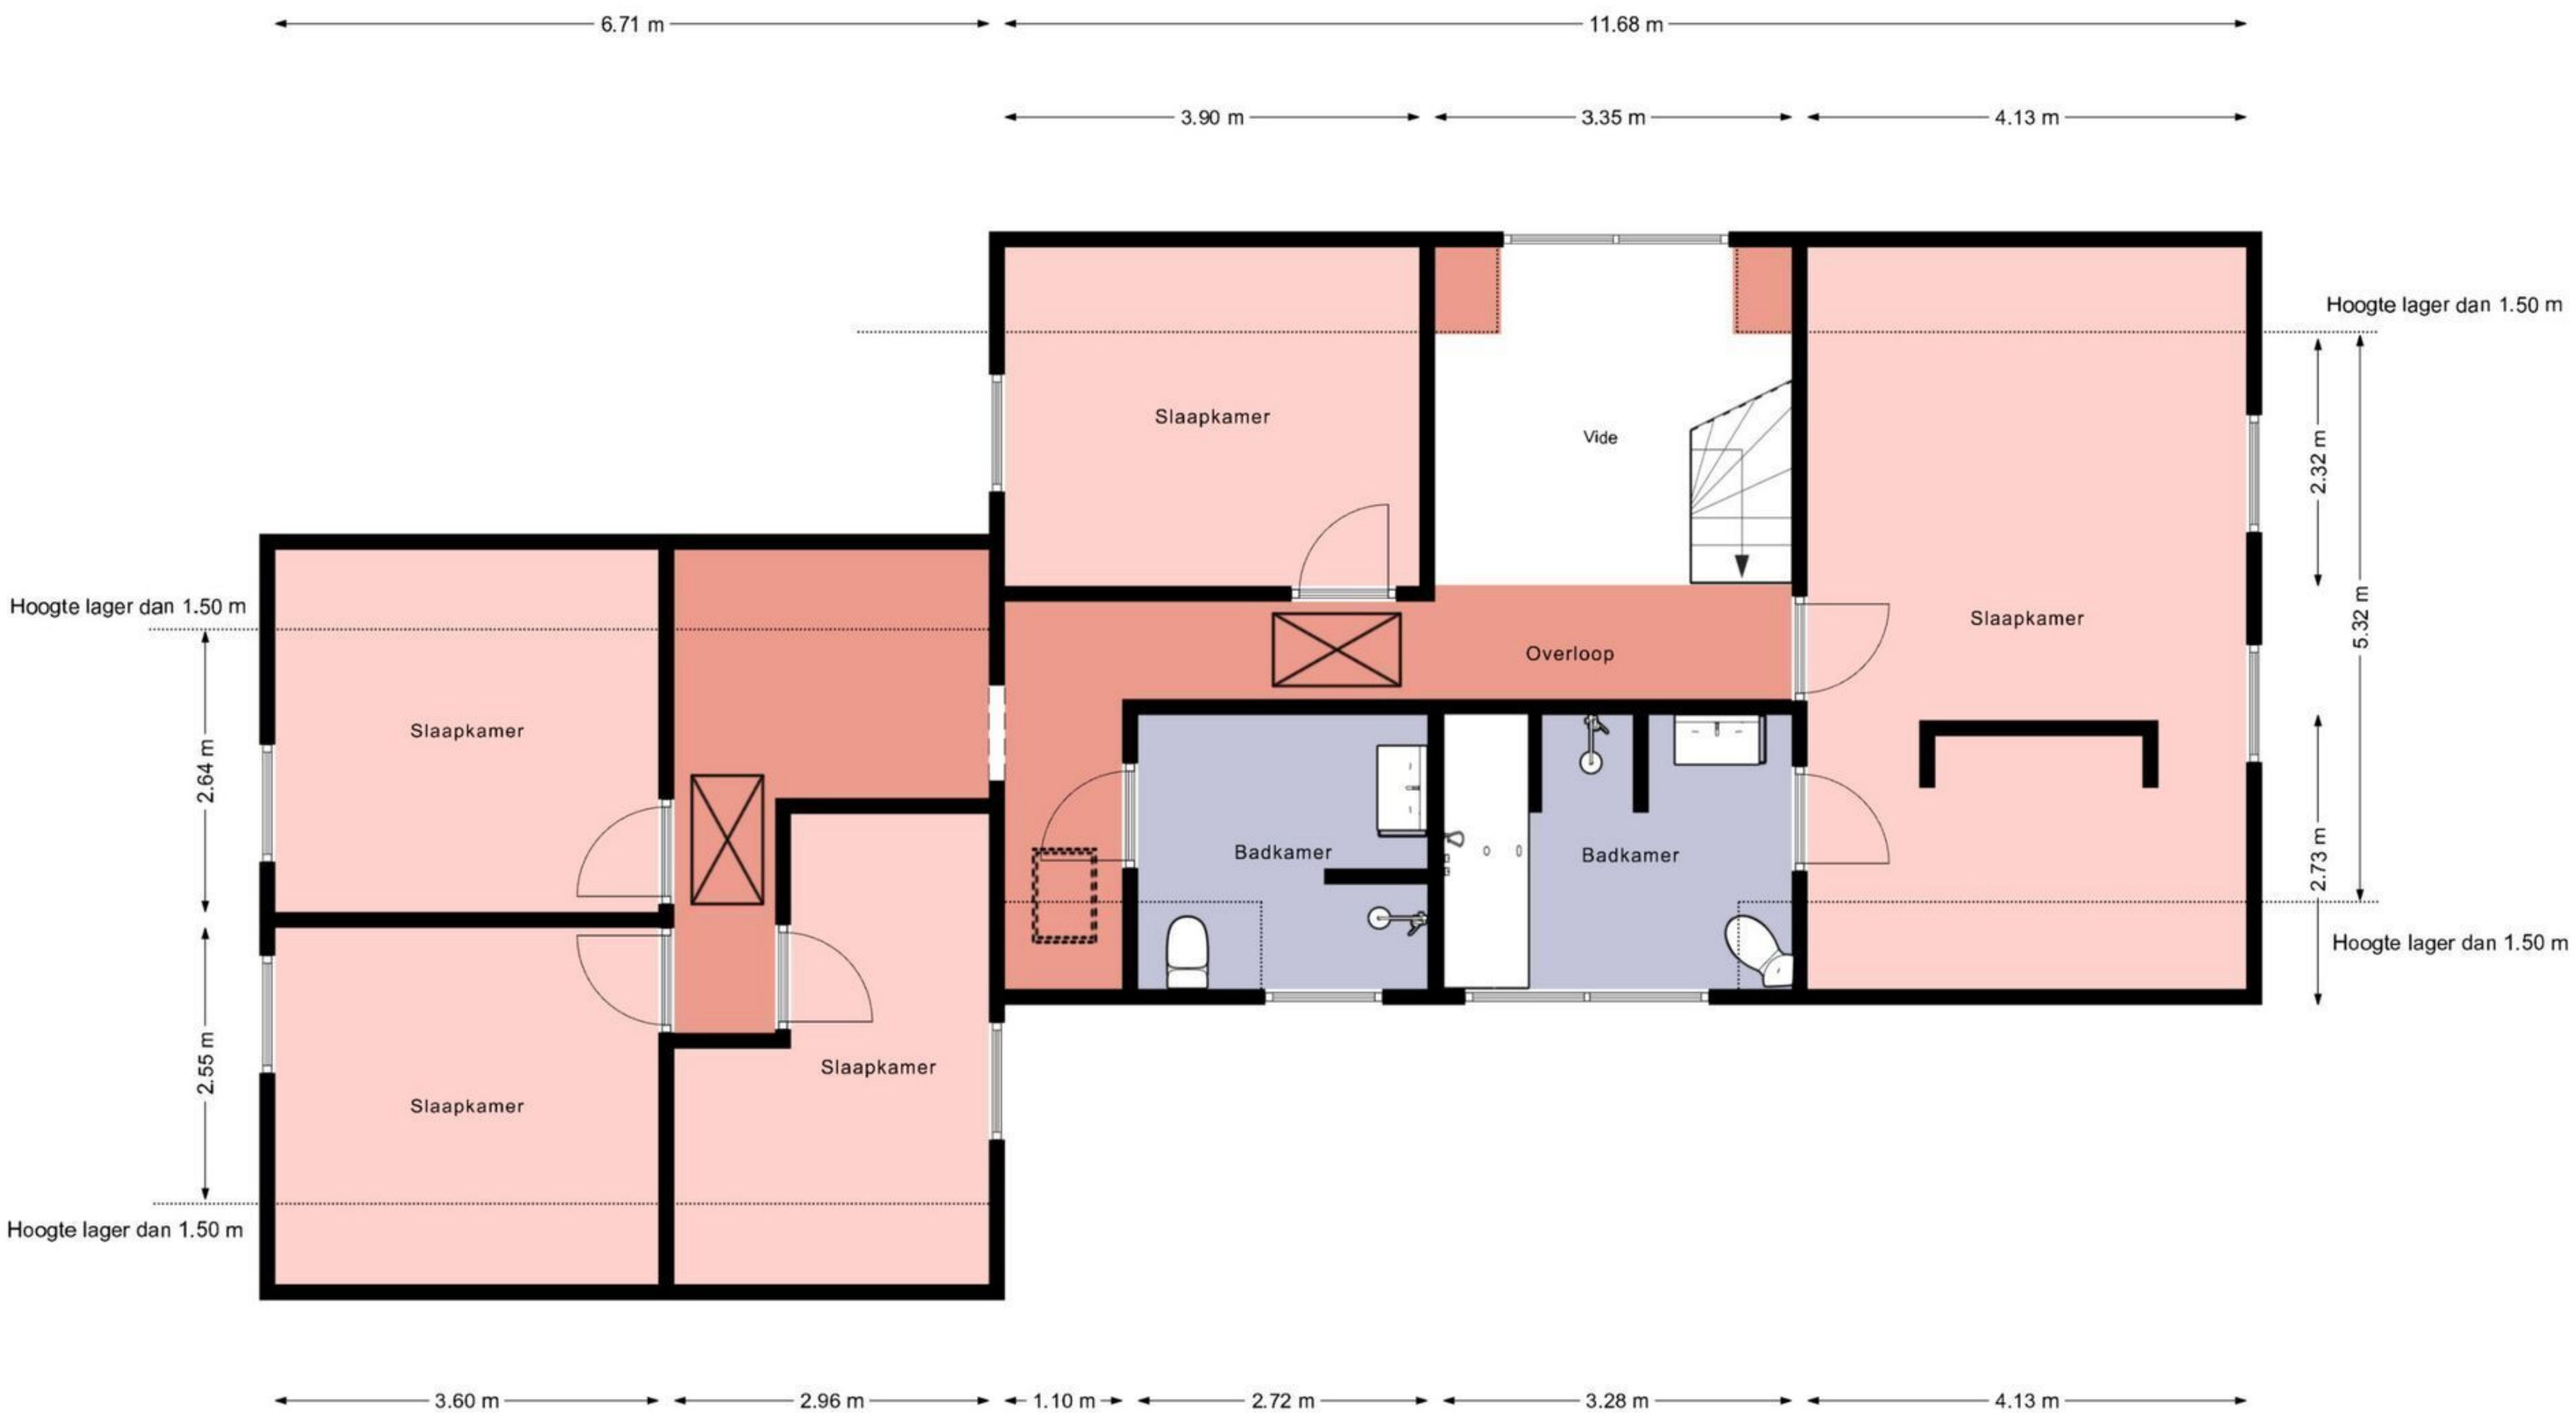 6.71 m
11.68 m
3.90 m
3.35 m
4.13 m
Hoogte lager dan 1.50 m
Slaapkamer
Vide
2.32 m
Hoogte lager dan 1.50 m
Slaapkamer
5.32 m
Overloop
Slaapkamer
2.64 m
Badkamer
Badkamer
2.73 m
Hoogte lager dan 1.50 m
2.55 m
Slaapkamer
Slaapkamer
Hoogte lager dan 1.50 m
3.60 m
2.96 m
1.10 m
2.72 m
3.28 m
4.13 m